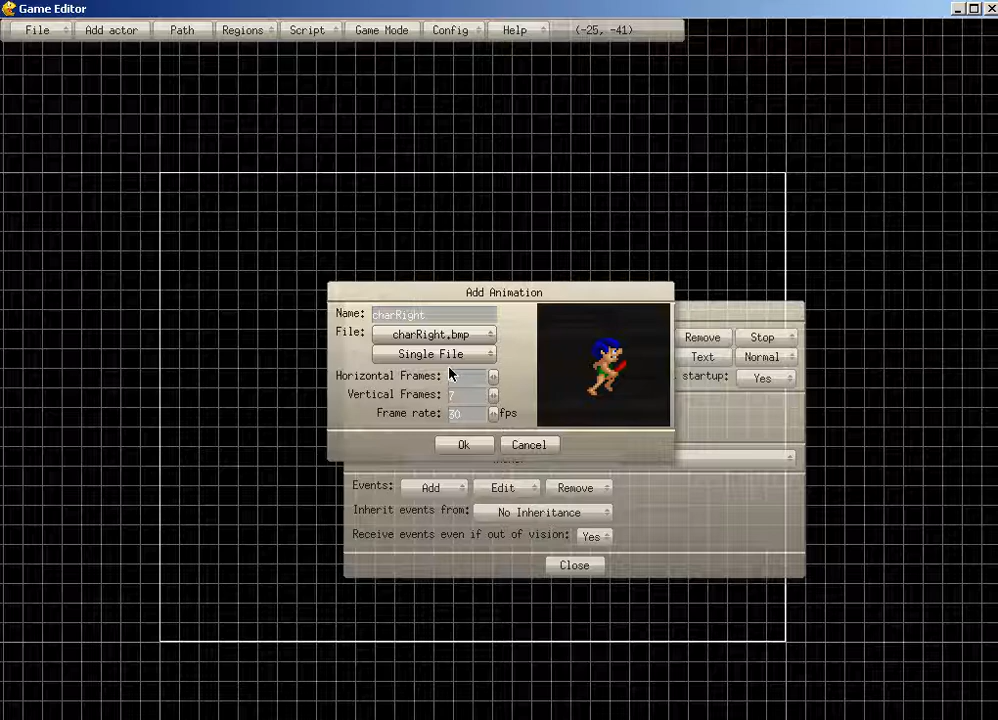 Game Editor
File Add actor Path Regions Script Game Mode Config Help (-25, -41)
Add Animation
Name: charRight
File: charRight.bmp
Single File
Horizontal Frames:
Vertical Frames: 7
Frame rate: 30 fps
Ok Cancel
Remove Stop
Text Normal
startup: Yes
Events: Add Edit Remove
Inherit events from: No Inheritance
Receive events even if out of vision: Yes
Close